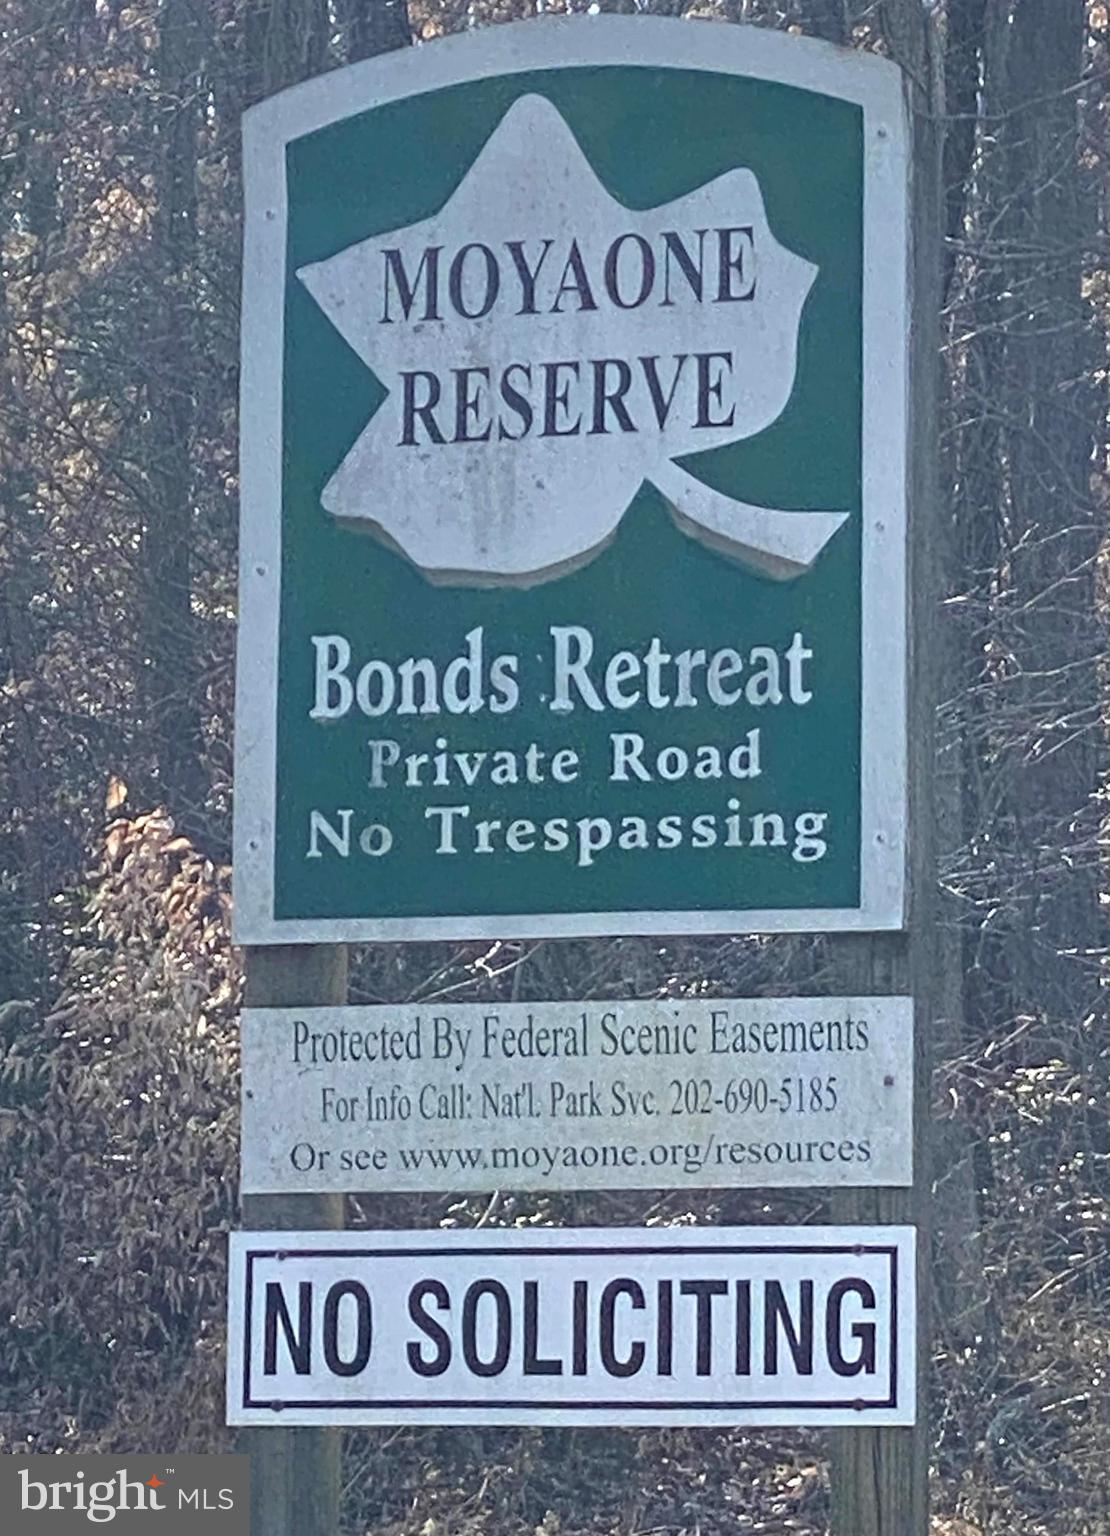 MOYAONE
RESERVE
Bonds Retreat
Private Road
No Trespassing
Protected By Federal Scenic Easements
For Info Call: Nat'l. Park Svc. 202-690-5185
Or see www.moyaone.org/resources
NO SOLICITING
bright™ MLS